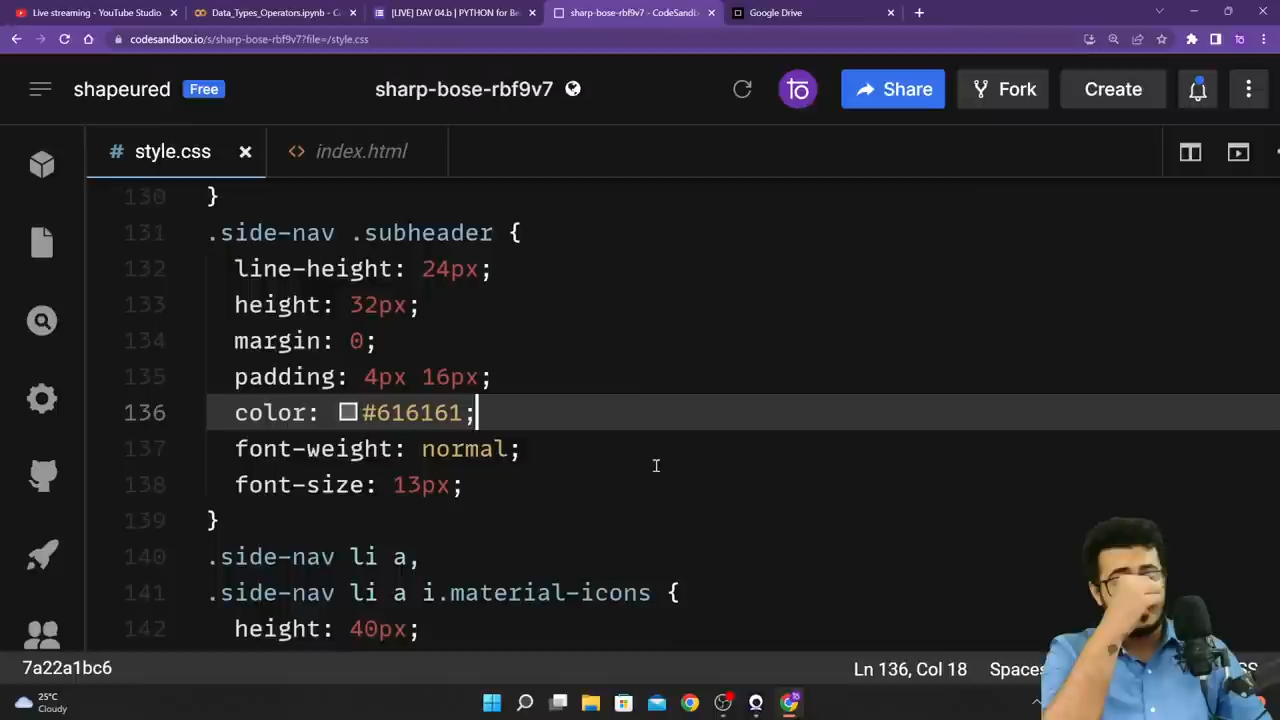 Live streaming - YouTube Studio
Data_Types_Operators.ipynb - C
[LIVE] DAY 04.b | PYTHON for Be
sharp-bose-rbf9v7 - CodeSandb
Google Drive
codesandbox.io/s/sharp-bose-rbf9v7?file=/style.css
shapeured Free sharp-bose-rbf9v7 Share Fork Create
# style.css <> index.html
130 }
131 .side-nav .subheader {
132 line-height: 24px;
133 height: 32px;
134 margin: 0;
135 padding: 4px 16px;
136 color: #616161;
137 font-weight: normal;
138 font-size: 13px;
139 }
140 .side-nav li a,
141 .side-nav li a i.material-icons {
142 height: 40px;
7a22a1bc6 Ln 136, Col 18 Spaces
25°C
Cloudy